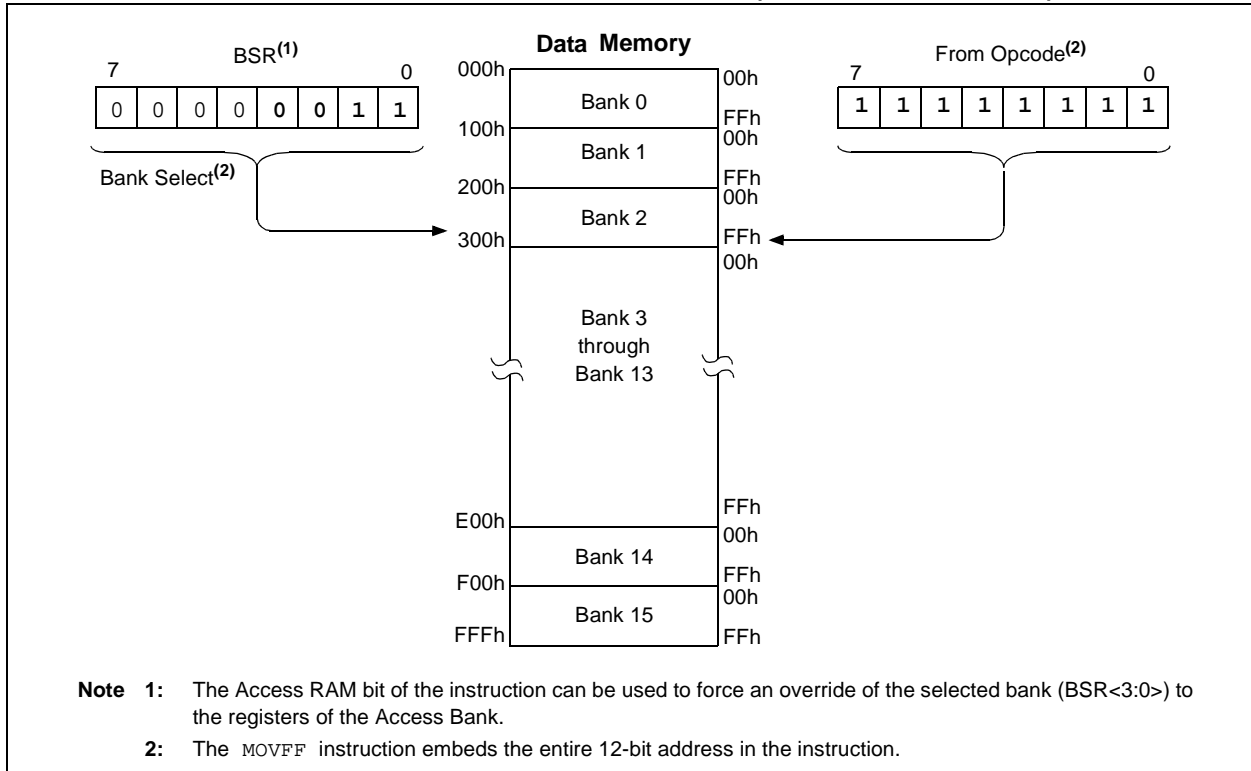 Data Memory
BSR(1)
7 0
0 0 0 0 0 0 1 1
Bank Select(2)
From Opcode(2)
7 0
1 1 1 1 1 1 1 1
000h 00h
Bank 0
FFh
100h 00h
Bank 1
FFh
200h 00h
Bank 2
FFh
300h 00h
Bank 3
through
Bank 13
FFh
E00h 00h
Bank 14
FFh
F00h 00h
Bank 15
FFFh FFh
Note 1: The Access RAM bit of the instruction can be used to force an override of the selected bank (BSR<3:0>) to
the registers of the Access Bank.
2: The MOVFF instruction embeds the entire 12-bit address in the instruction.